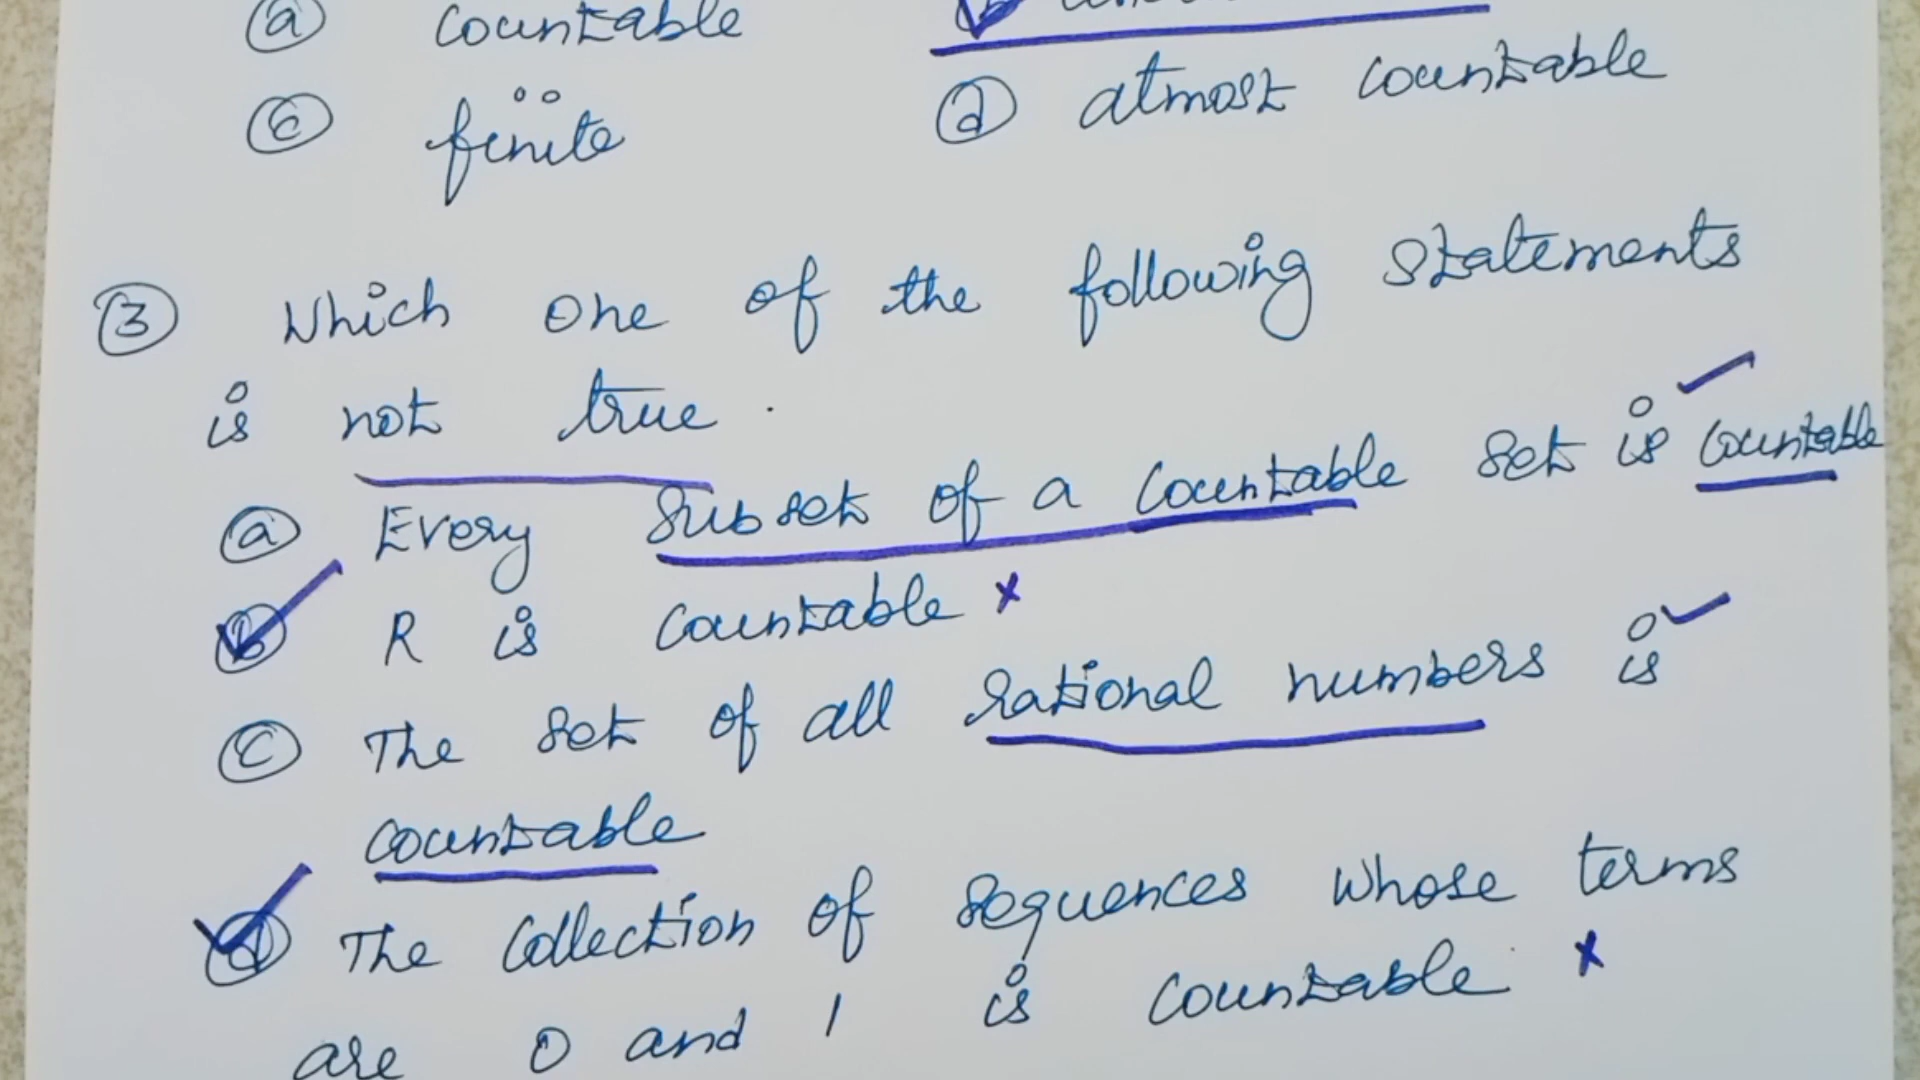 ⓐ countable
ⓒ finite ⓓ atmost countable
③ Which one of the following statements
is not true.
ⓐ Every subset of a countable set is countable
ⓑ R is countable
ⓒ The set of all rational numbers is
countable
ⓓ The collection of sequences whose terms
are 0 and 1 is countable